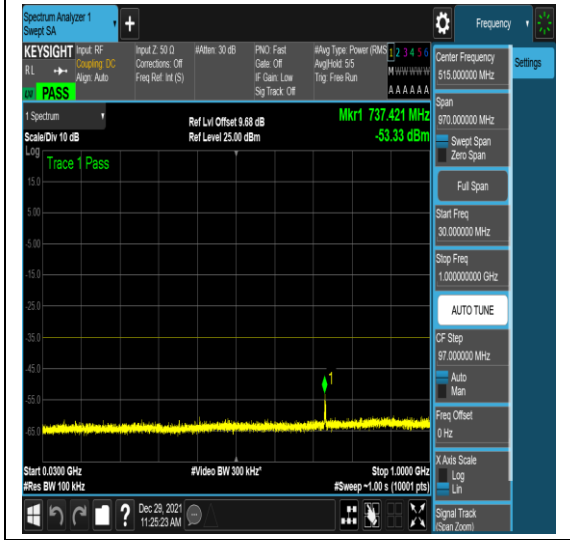 Spectrum Analyzer 1
Swept SA
+
Frequency
KEYSIGHT
RL
PASS
Input: RF
Coupling: DC
Align: Auto
Input Z: 50 Ω
Corrections: Off
Freq Ref: Int (S)
#Atten: 30 dB
PNO: Fast
Gate: Off
IF Gain: Low
Sig Track: Off
#Avg Type: Power (RMS
Avg|Hold: 5/5
Trig: Free Run
1 2 3 4 5 6
M W W W W W
A A A A A A
1 Spectrum
Scale/Div 10 dB
Ref Lvl Offset 9.68 dB
Ref Level 25.00 dBm
Mkr1 737.421 MHz
-53.33 dBm
Log
Trace 1 Pass
15.0
5.00
-5.00
-15.0
-25.0
-35.0
-45.0
-55.0
-65.0
1
Start 0.0300 GHz
#Res BW 100 kHz
#Video BW 300 kHz*
Stop 1.0000 GHz
#Sweep ~1.00 s (10001 pts)
?
Dec 29, 2021
11:25:23 AM
Center Frequency
515.000000 MHz
Span
970.000000 MHz
Swept Span
Zero Span
Full Span
Start Freq
30.000000 MHz
Stop Freq
1.000000000 GHz
AUTO TUNE
CF Step
97.000000 MHz
Auto
Man
Freq Offset
0 Hz
X Axis Scale
Log
Lin
Signal Track
(Span Zoom)
Settings